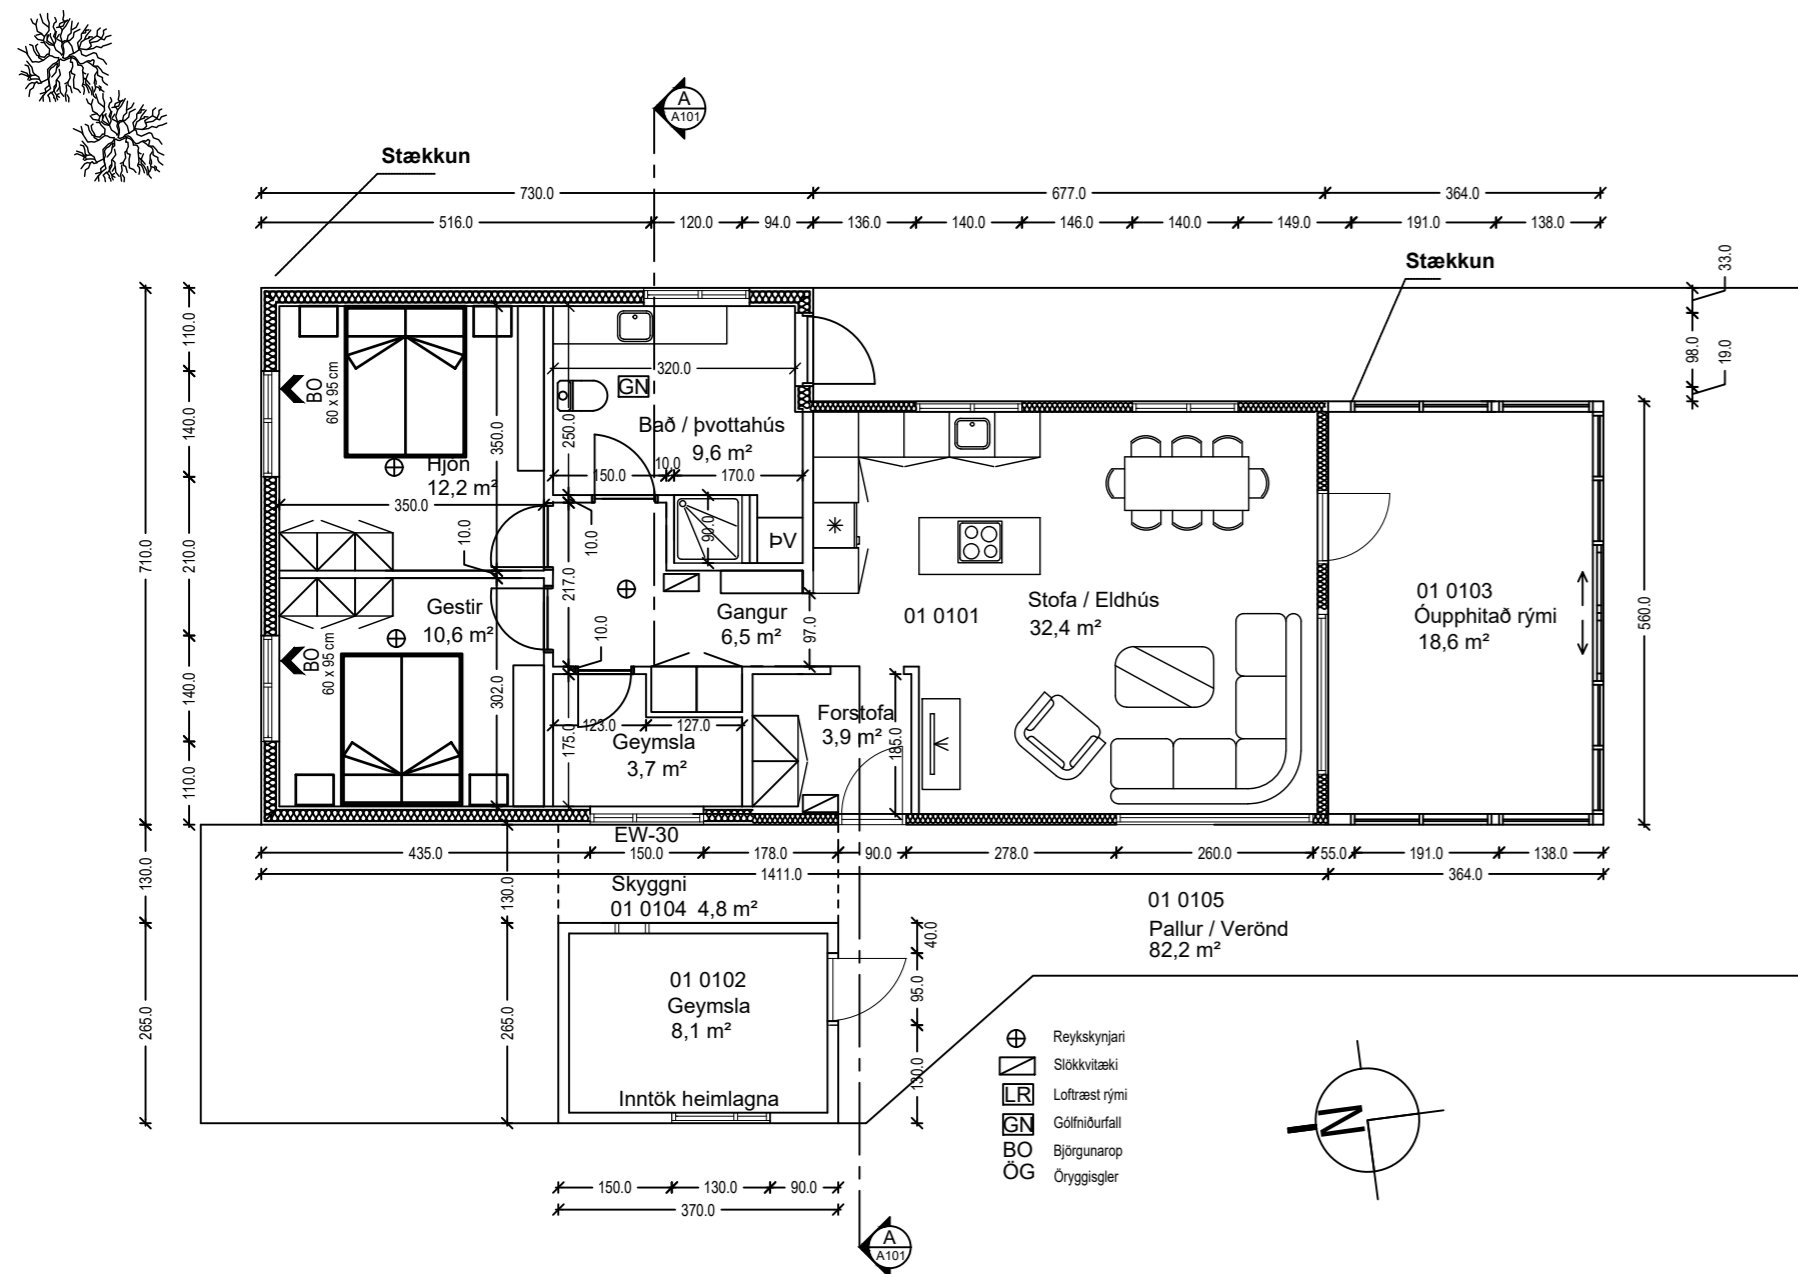 A
A101
Stækkun
730.0
677.0
364.0
516.0
120.0
94.0
136.0
140.0
146.0
140.0
149.0
191.0
138.0
Stækkun
33.0
98.0
19.0
110.0
140.0
210.0
140.0
110.0
710.0
130.0
265.0
BO
60 x 95 cm
350.0
250.0
320.0
GN
Bað / þvottahús
9,6 m²
Hjón
12,2 m²
350.0
150.0
10.0
170.0
90.0
ÞV
10.0
10.0
217.0
Gestir
10,6 m²
BO
60 x 95 cm
302.0
10.0
Gangur
6,5 m²
97.0
01 0101
Stofa / Eldhús
32,4 m²
01 0103
Óupphitað rými
18,6 m²
560.0
123.0
127.0
175.0
Geymsla
3,7 m²
Forstofa
3,9 m²
185.0
EW-30
435.0
150.0
178.0
90.0
278.0
260.0
55.0
191.0
138.0
1411.0
364.0
130.0
Skyggni
01 0104 4,8 m²
01 0105
Pallur / Verönd
82,2 m²
265.0
40.0
95.0
130.0
01 0102
Geymsla
8,1 m²
Inntök heimlagna
Reykskynjari
Slökkvitæki
LR Loftræst rými
GN Gólfniðurfall
BO Björgunarop
ÖG Öryggisgler
N
150.0
130.0
90.0
370.0
A
A101